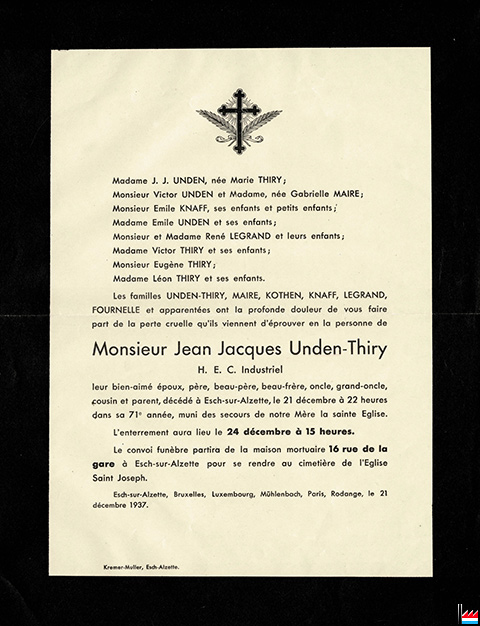 Madame J. J. UNDEN, née Marie THIRY;
Monsieur Victor UNDEN et Madame, née Gabrielle MAIRE;
Monsieur Emile KNAFF, ses enfants et petits enfants;
Madame Emile UNDEN et ses enfants;
Monsieur et Madame René LEGRAND et leurs enfants;
Madame Victor THIRY et ses enfants;
Monsieur Eugène THIRY;
Madame Léon THIRY et ses enfants.
Les familles UNDEN-THIRY, MAIRE, KOTHEN, KNAFF, LEGRAND,
FOURNELLE et apparentées ont la profonde douleur de vous faire
part de la perte cruelle qu'ils viennent d'éprouver en la personne de
Monsieur Jean Jacques Unden-Thiry
H. E. C. Industriel
leur bien-aimé époux, père, beau-père, beau-frère, oncle, grand-oncle,
cousin et parent, décédé à Esch-sur-Alzette, le 21 décembre à 22 heures
dans sa 71e année, muni des secours de notre Mère la sainte Eglise.
L'enterrement aura lieu le 24 décembre à 15 heures.
Le convoi funèbre partira de la maison mortuaire 16 rue de la
gare à Esch-sur-Alzette pour se rendre au cimetière de l'Eglise
Saint Joseph.
Esch-sur-Alzette, Bruxelles, Luxembourg, Mühlenbach, Paris, Rodange, le 21
décembre 1937.
Kremer-Muller, Esch-Alzette.